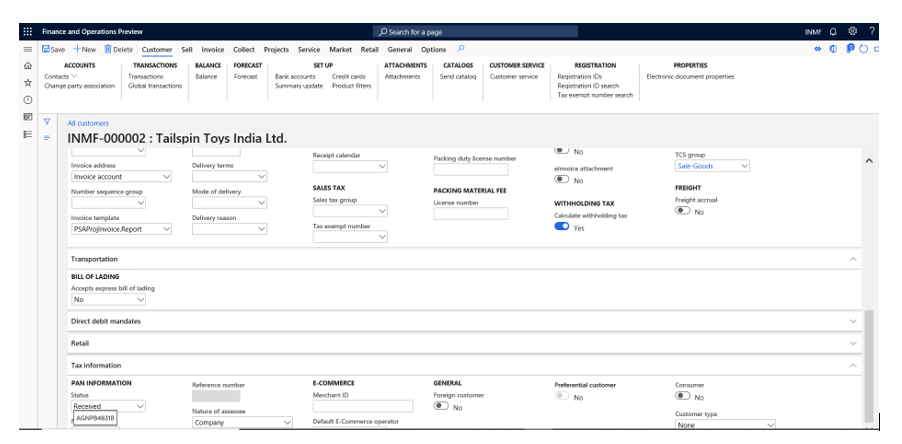 Finance and Operations Preview
Search for a page
INMF
?
Save
New
Delete
Customer
Sell
Invoice
Collect
Projects
Service
Market
Retail
General
Options
ACCOUNTS
Contacts
Change party association
TRANSACTIONS
Transactions
Global transactions
BALANCE
Balance
FORECAST
Forecast
SET UP
Bank accounts
Summary update
Credit cards
Product filters
ATTACHMENTS
Attachments
CATALOGS
Send catalog
CUSTOMER SERVICE
Customer service
REGISTRATION
Registration IDs
Registration ID search
Tax exempt number search
PROPERTIES
Electronic document properties
All customers
INMF-000002 : Tailspin Toys India Ltd.
Invoice address
Invoice account
Number sequence group
Invoice template
PSAProjInvoice.Report
Delivery terms
Mode of delivery
Delivery reason
Receipt calendar
SALES TAX
Sales tax group
Tax exempt number
Packing duty license number
PACKING MATERIAL FEE
License number
No
eInvoice attachment
No
WITHHOLDING TAX
Calculate withholding tax
Yes
TCS group
Sale-Goods
FREIGHT
Freight accrual
No
Transportation
BILL OF LADING
Accepts express bill of lading
No
Direct debit mandates
Retail
Tax information
PAN INFORMATION
Status
Received
AGNPB4831B
Reference number
Nature of assessee
Company
E-COMMERCE
Merchant ID
Default E-Commerce operator
GENERAL
Foreign customer
No
Preferential customer
No
Consumer
No
Customer type
None